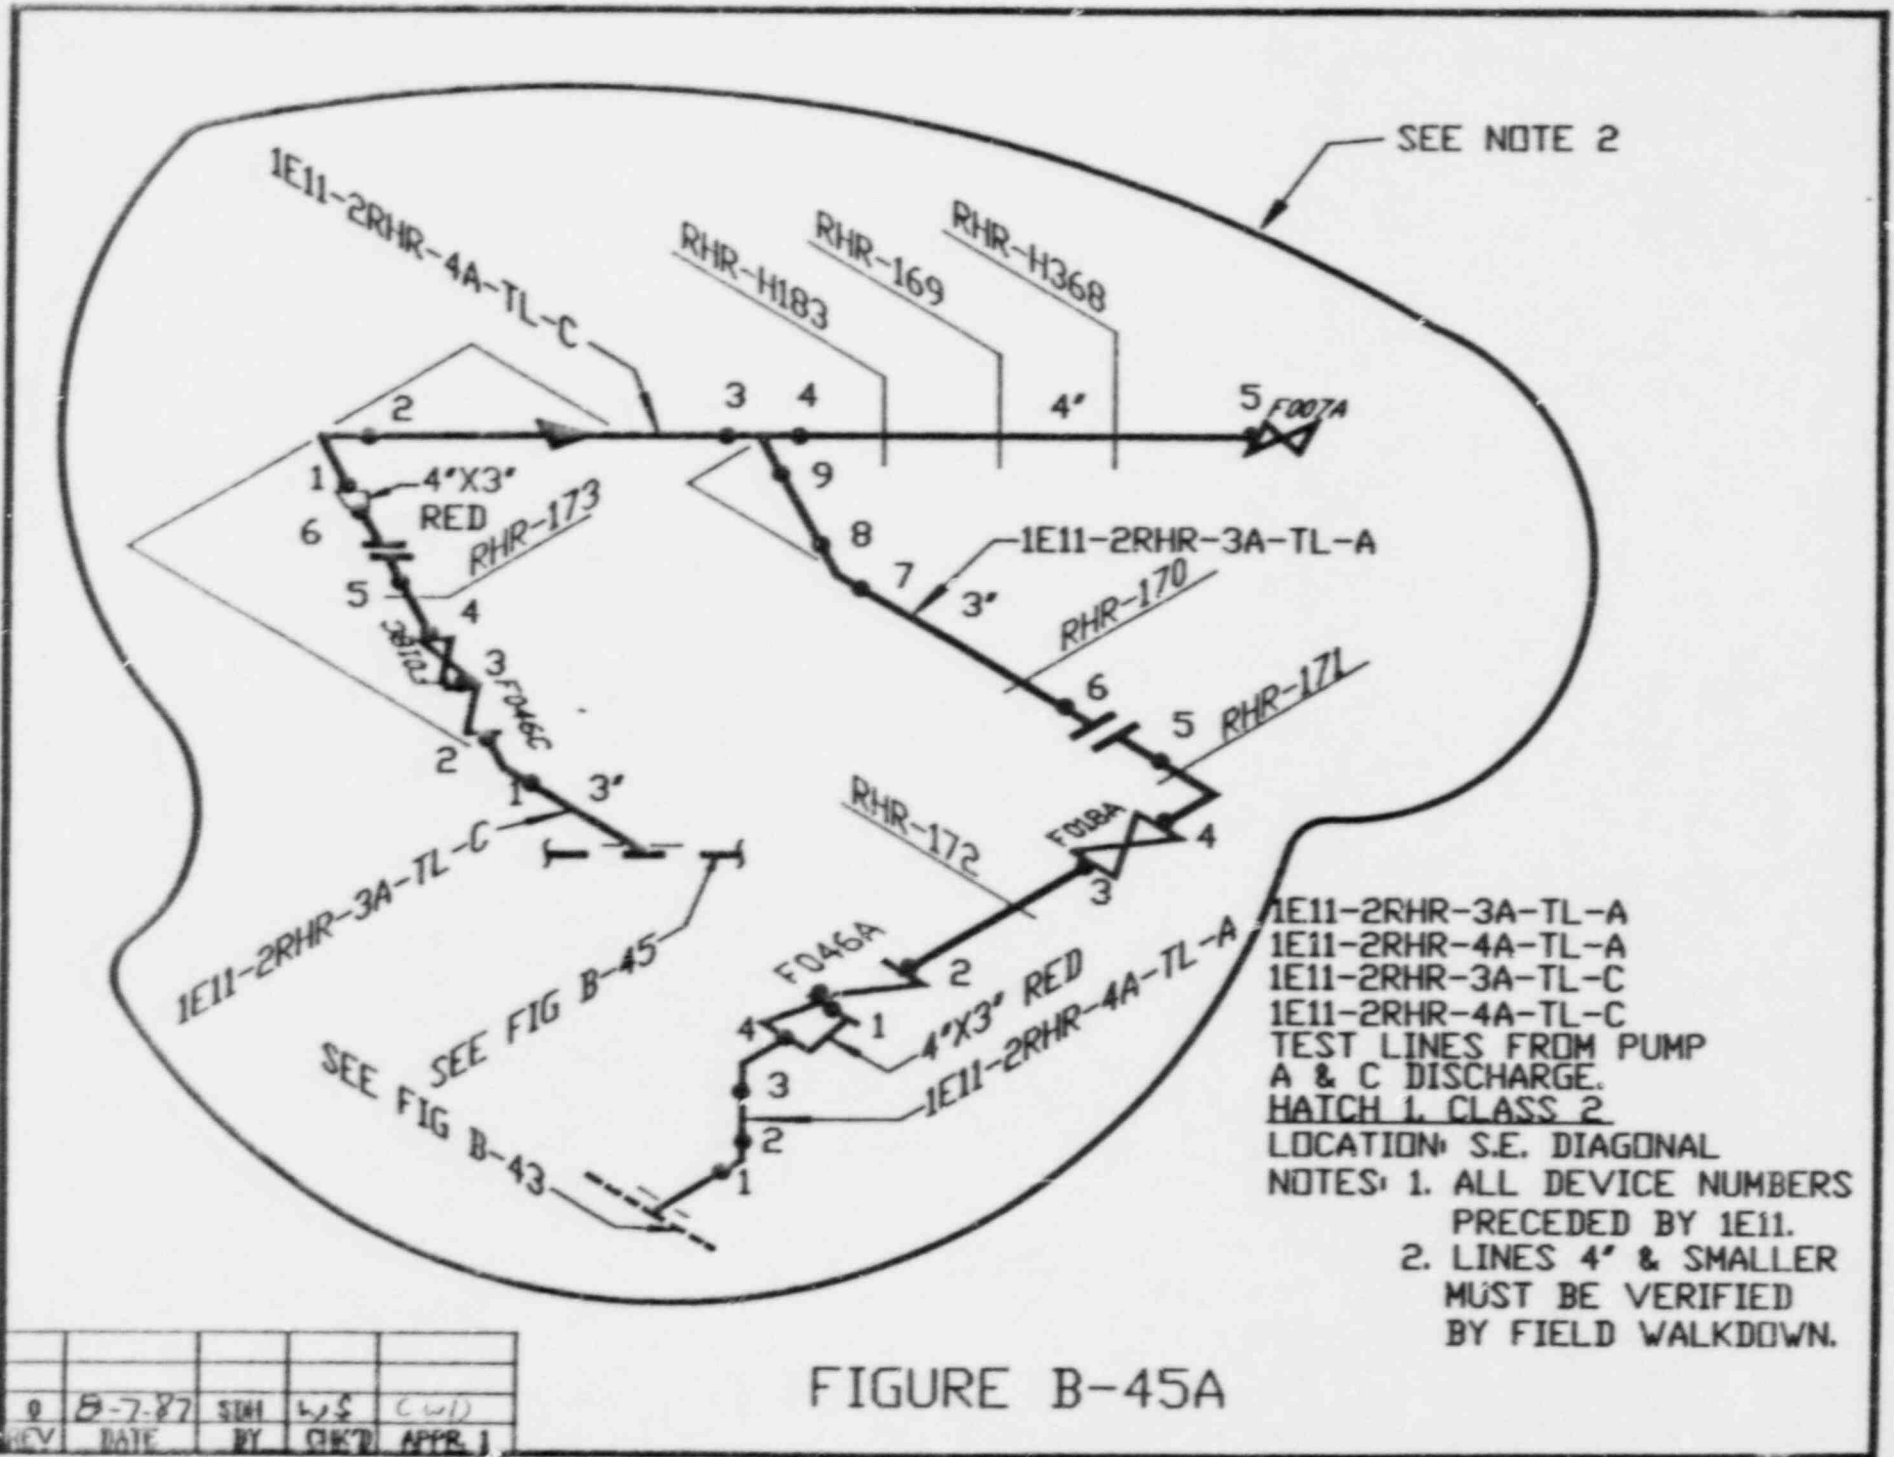 SEE NOTE 2
1E11-2RHR-4A-TL-C
RHR-H183
RHR-169
RHR-H368
2
3
4
4"
5
F007A
1
4"X3"
RED
6
RHR-173
9
8
1E11-2RHR-3A-TL-A
7
3"
RHR-170
5
4
3
F046C
6
5
RHR-171
2
1
3"
RHR-172
F018A
4
3
1E11-2RHR-3A-TL-C
SEE FIG B-45
F046A
2
1
4"X3" RED
1E11-2RHR-4A-TL-A
4
3
2
1
SEE FIG B-43
1E11-2RHR-3A-TL-A
1E11-2RHR-4A-TL-A
1E11-2RHR-3A-TL-C
1E11-2RHR-4A-TL-C
TEST LINES FROM PUMP
A & C DISCHARGE.
HATCH 1. CLASS 2
LOCATION: S.E. DIAGONAL
NOTES: 1. ALL DEVICE NUMBERS
PRECEDED BY 1E11.
2. LINES 4" & SMALLER
MUST BE VERIFIED
BY FIELD WALKDOWN.
FIGURE B-45A
0 8-7-87 SDH WS CWD
REV DATE BY CHK'D APPR. 1